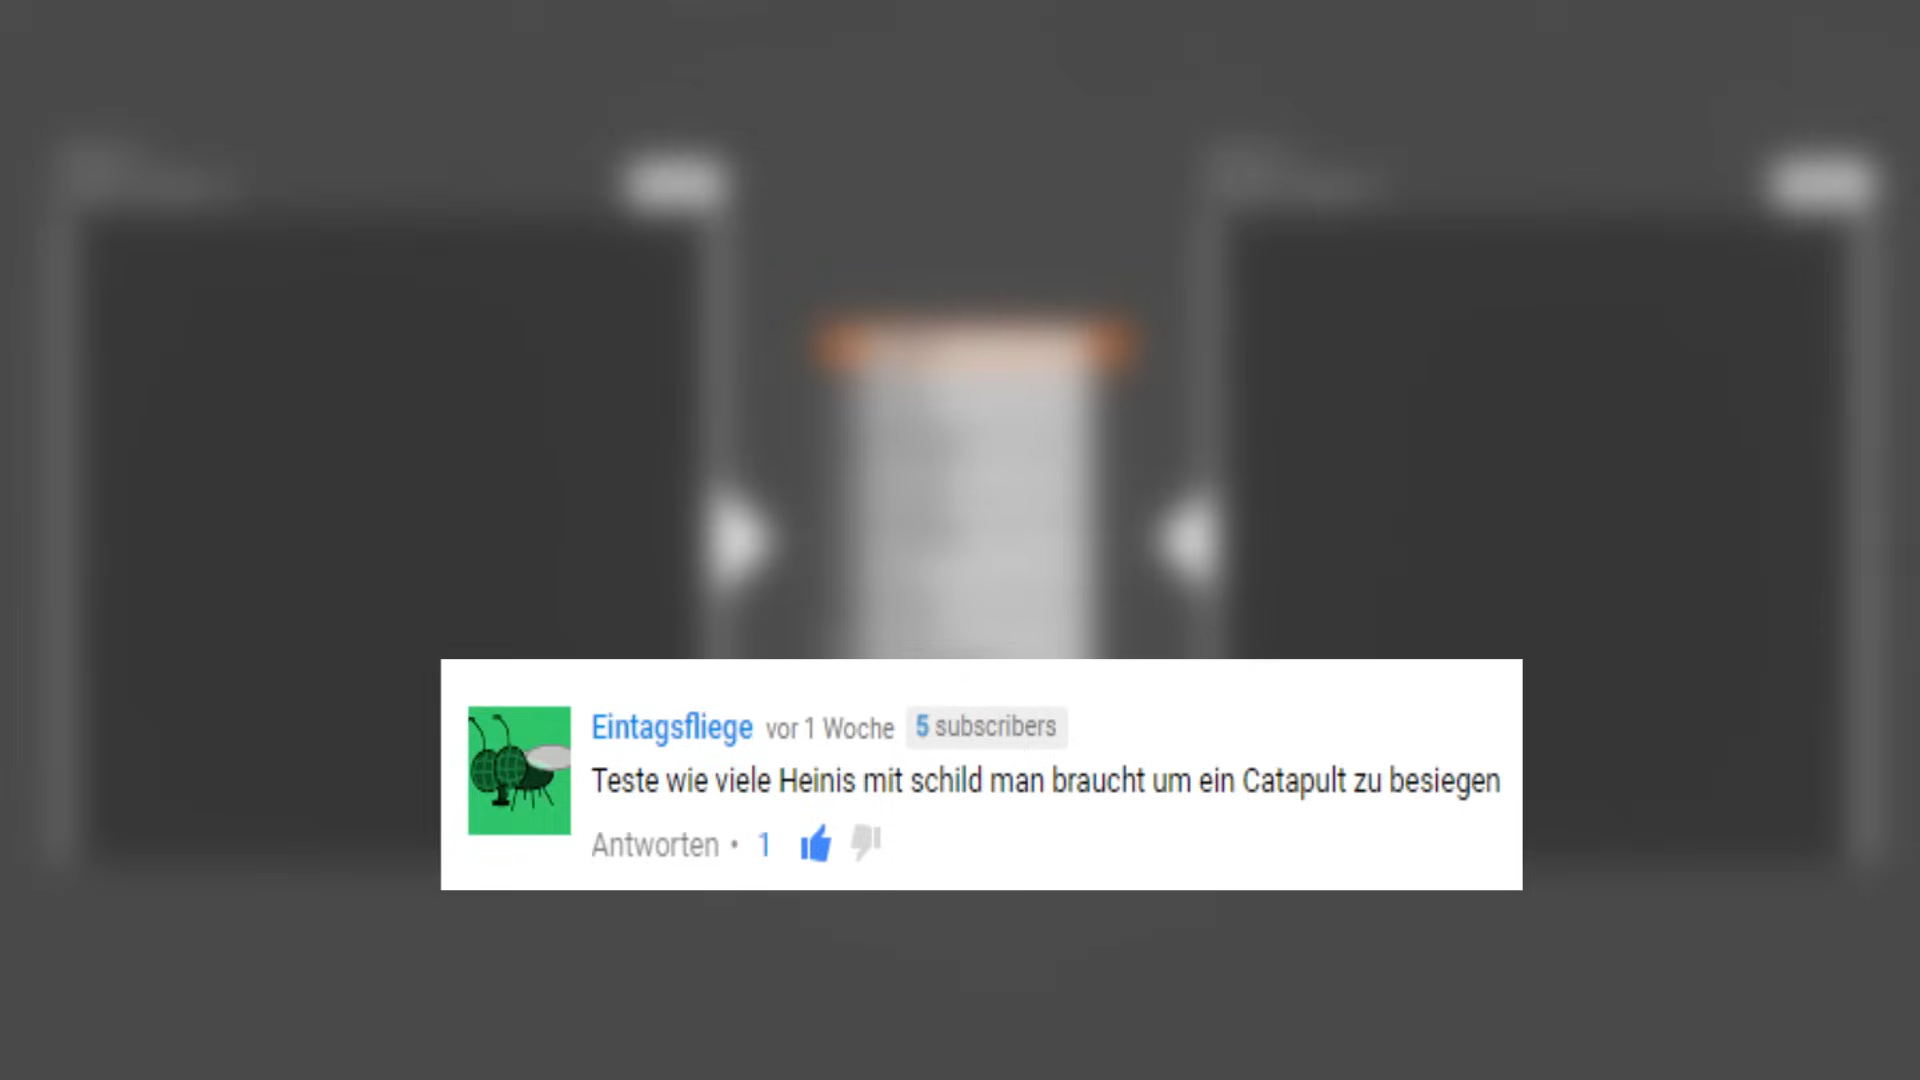 Eintagsfliege vor 1 Woche 5 subscribers
Teste wie viele Heinis mit schild man braucht um ein Catapult zu besiegen
Antworten • 1